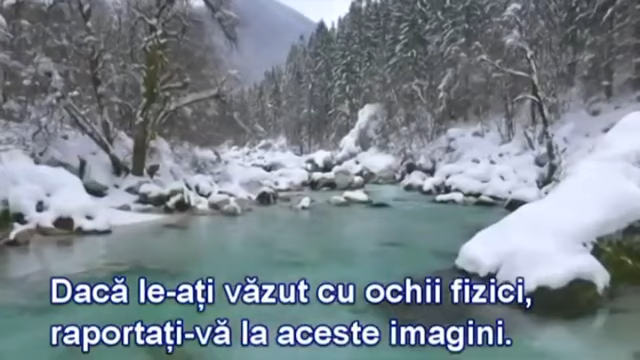 Dacă le-ați văzut cu ochii fizici,
raportați-vă la aceste imagini.